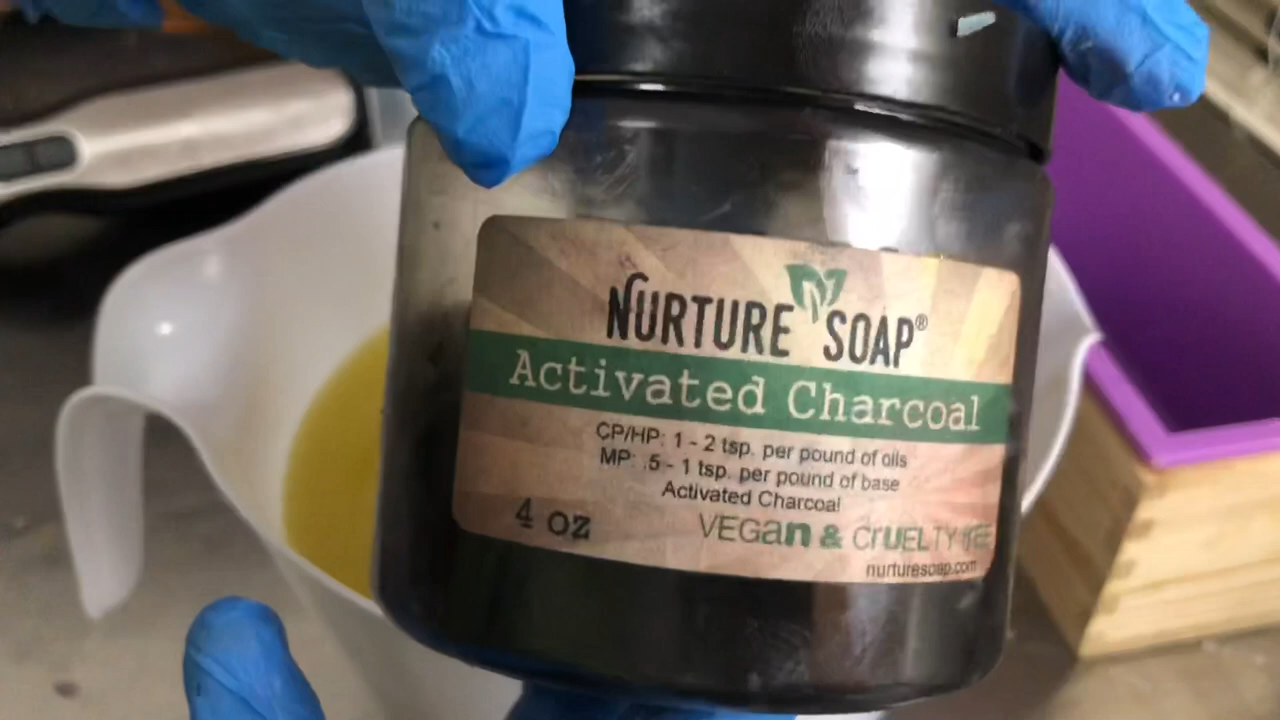 NURTURE SOAP®
Activated Charcoal
CP/HP: 1 - 2 tsp. per pound of oils
MP: .5 - 1 tsp. per pound of base
Activated Charcoal
4 oz
VEGan & CrUELTY frEE
nurturesoap.com